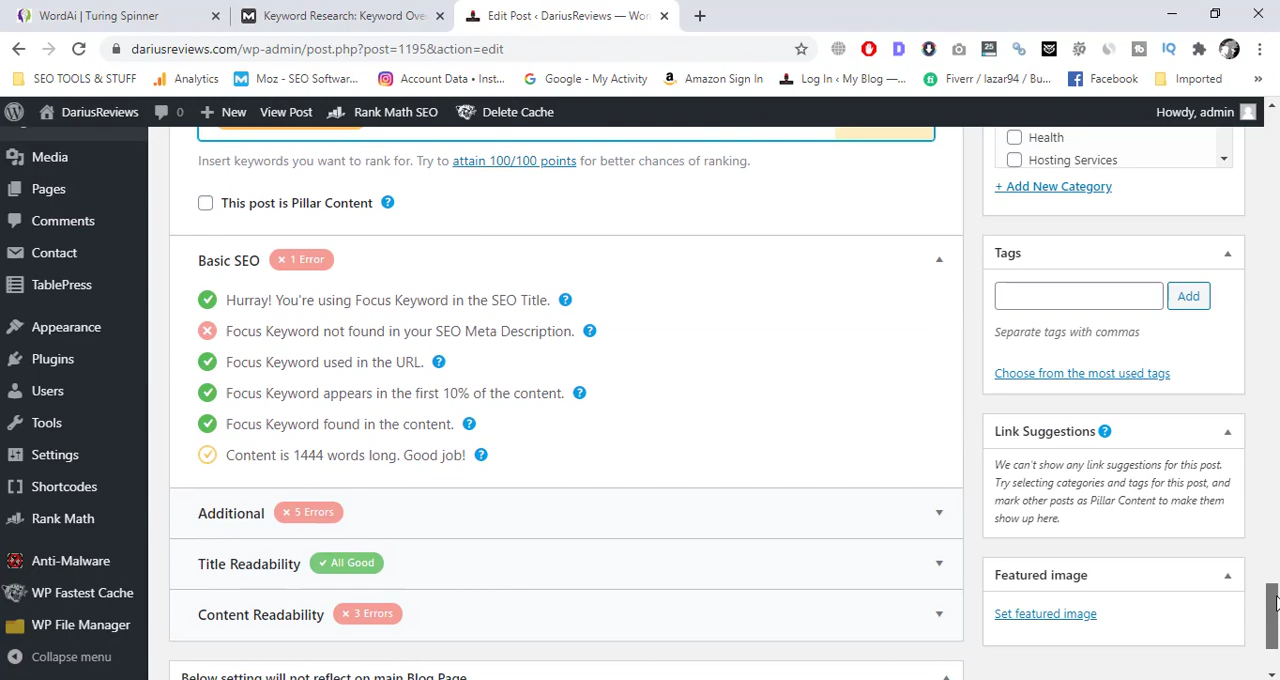 WordAi | Turing Spinner
Keyword Research: Keyword Ove
Edit Post ‹ DariusReviews — Wor
dariusreviews.com/wp-admin/post.php?post=1195&action=edit
25
IQ
SEO TOOLS & STUFF
Analytics
Moz - SEO Software...
Account Data • Inst...
Google - My Activity
Amazon Sign In
Log In ‹ My Blog —...
Fiverr / lazar94 / Bu...
Facebook
Imported
»
DariusReviews
0
New
View Post
Rank Math SEO
Delete Cache
Howdy, admin
Media
Pages
Comments
Contact
TablePress
Appearance
Plugins
Users
Tools
Settings
Shortcodes
Rank Math
Anti-Malware
WP Fastest Cache
WP File Manager
Collapse menu
Insert keywords you want to rank for. Try to attain 100/100 points for better chances of ranking.
This post is Pillar Content
Basic SEO × 1 Error
Hurray! You're using Focus Keyword in the SEO Title.
Focus Keyword not found in your SEO Meta Description.
Focus Keyword used in the URL.
Focus Keyword appears in the first 10% of the content.
Focus Keyword found in the content.
Content is 1444 words long. Good job!
Additional × 5 Errors
Title Readability ✓ All Good
Content Readability × 3 Errors
Below setting will not reflect on main Blog Page
Health
Hosting Services
+ Add New Category
Tags
Add
Separate tags with commas
Choose from the most used tags
Link Suggestions
We can't show any link suggestions for this post.
Try selecting categories and tags for this post, and
mark other posts as Pillar Content to make them
show up here.
Featured image
Set featured image